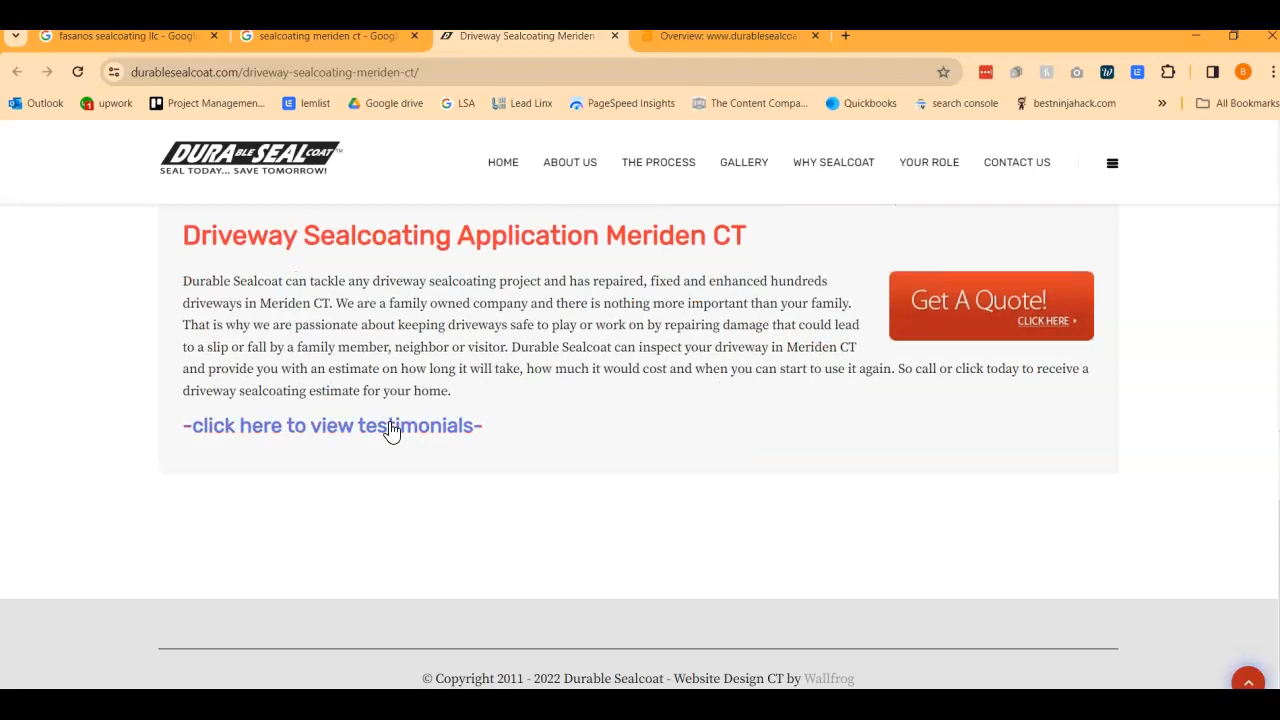 fasanos sealcoating llc - Googl
sealcoating meriden ct - Googl
Driveway Sealcoating Meriden
Overview: www.durablesealcoa
durablesealcoat.com/driveway-sealcoating-meriden-ct/
B
Outlook
1
upwork
Project Managemen...
lemlist
Google drive
LSA
Lead Linx
PageSpeed Insights
The Content Compa...
Quickbooks
search console
bestninjahack.com
»
All Bookmarks
DURABLE SEALCOAT™
SEAL TODAY... SAVE TOMORROW!
HOME
ABOUT US
THE PROCESS
GALLERY
WHY SEALCOAT
YOUR ROLE
CONTACT US
Driveway Sealcoating Application Meriden CT
Durable Sealcoat can tackle any driveway sealcoating project and has repaired, fixed and enhanced hundreds
driveways in Meriden CT. We are a family owned company and there is nothing more important than your family.
That is why we are passionate about keeping driveways safe to play or work on by repairing damage that could lead
to a slip or fall by a family member, neighbor or visitor. Durable Sealcoat can inspect your driveway in Meriden CT
and provide you with an estimate on how long it will take, how much it would cost and when you can start to use it again. So call or click today to receive a
driveway sealcoating estimate for your home.
Get A Quote!
CLICK HERE
-click here to view testimonials-
© Copyright 2011 - 2022 Durable Sealcoat - Website Design CT by Wallfrog